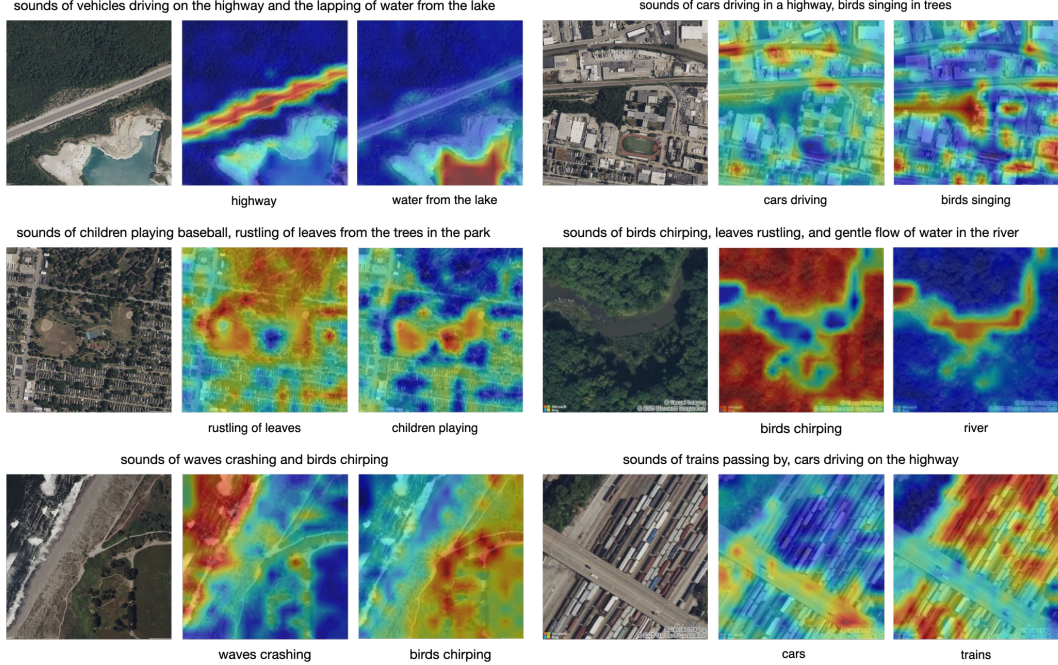 sounds of vehicles driving on the highway and the lapping of water from the lake
sounds of cars driving in a highway, birds singing in trees
highway
water from the lake
cars driving
birds singing
sounds of children playing baseball, rustling of leaves from the trees in the park
sounds of birds chirping, leaves rustling, and gentle flow of water in the river
rustling of leaves
children playing
birds chirping
river
sounds of waves crashing and birds chirping
sounds of trains passing by, cars driving on the highway
waves crashing
birds chirping
cars
trains